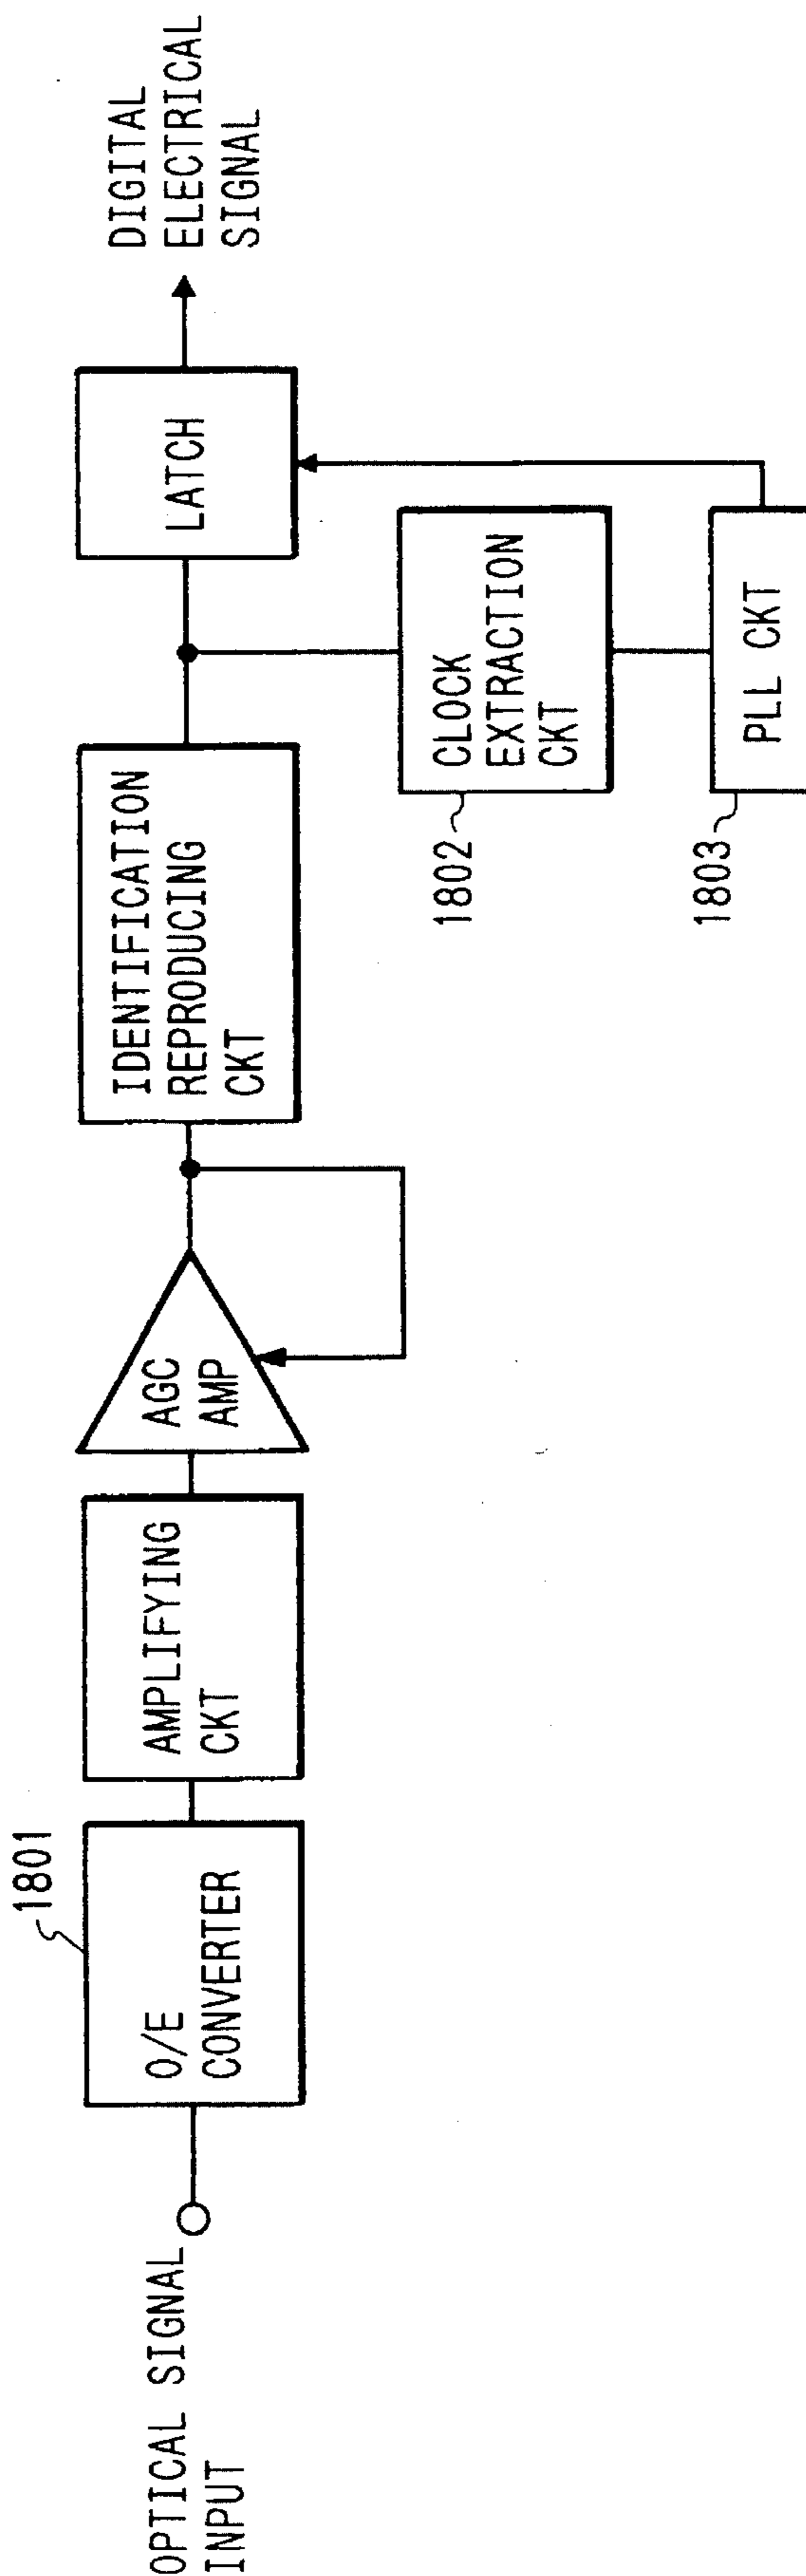 OPTICAL SIGNAL
INPUT
1801
O/E
CONVERTER
AMPLIFYING
CKT
AGC
AMP
IDENTIFICATION
REPRODUCING
CKT
LATCH
DIGITAL
ELECTRICAL
SIGNAL
1802
CLOCK
EXTRACTION
CKT
1803
PLL CKT